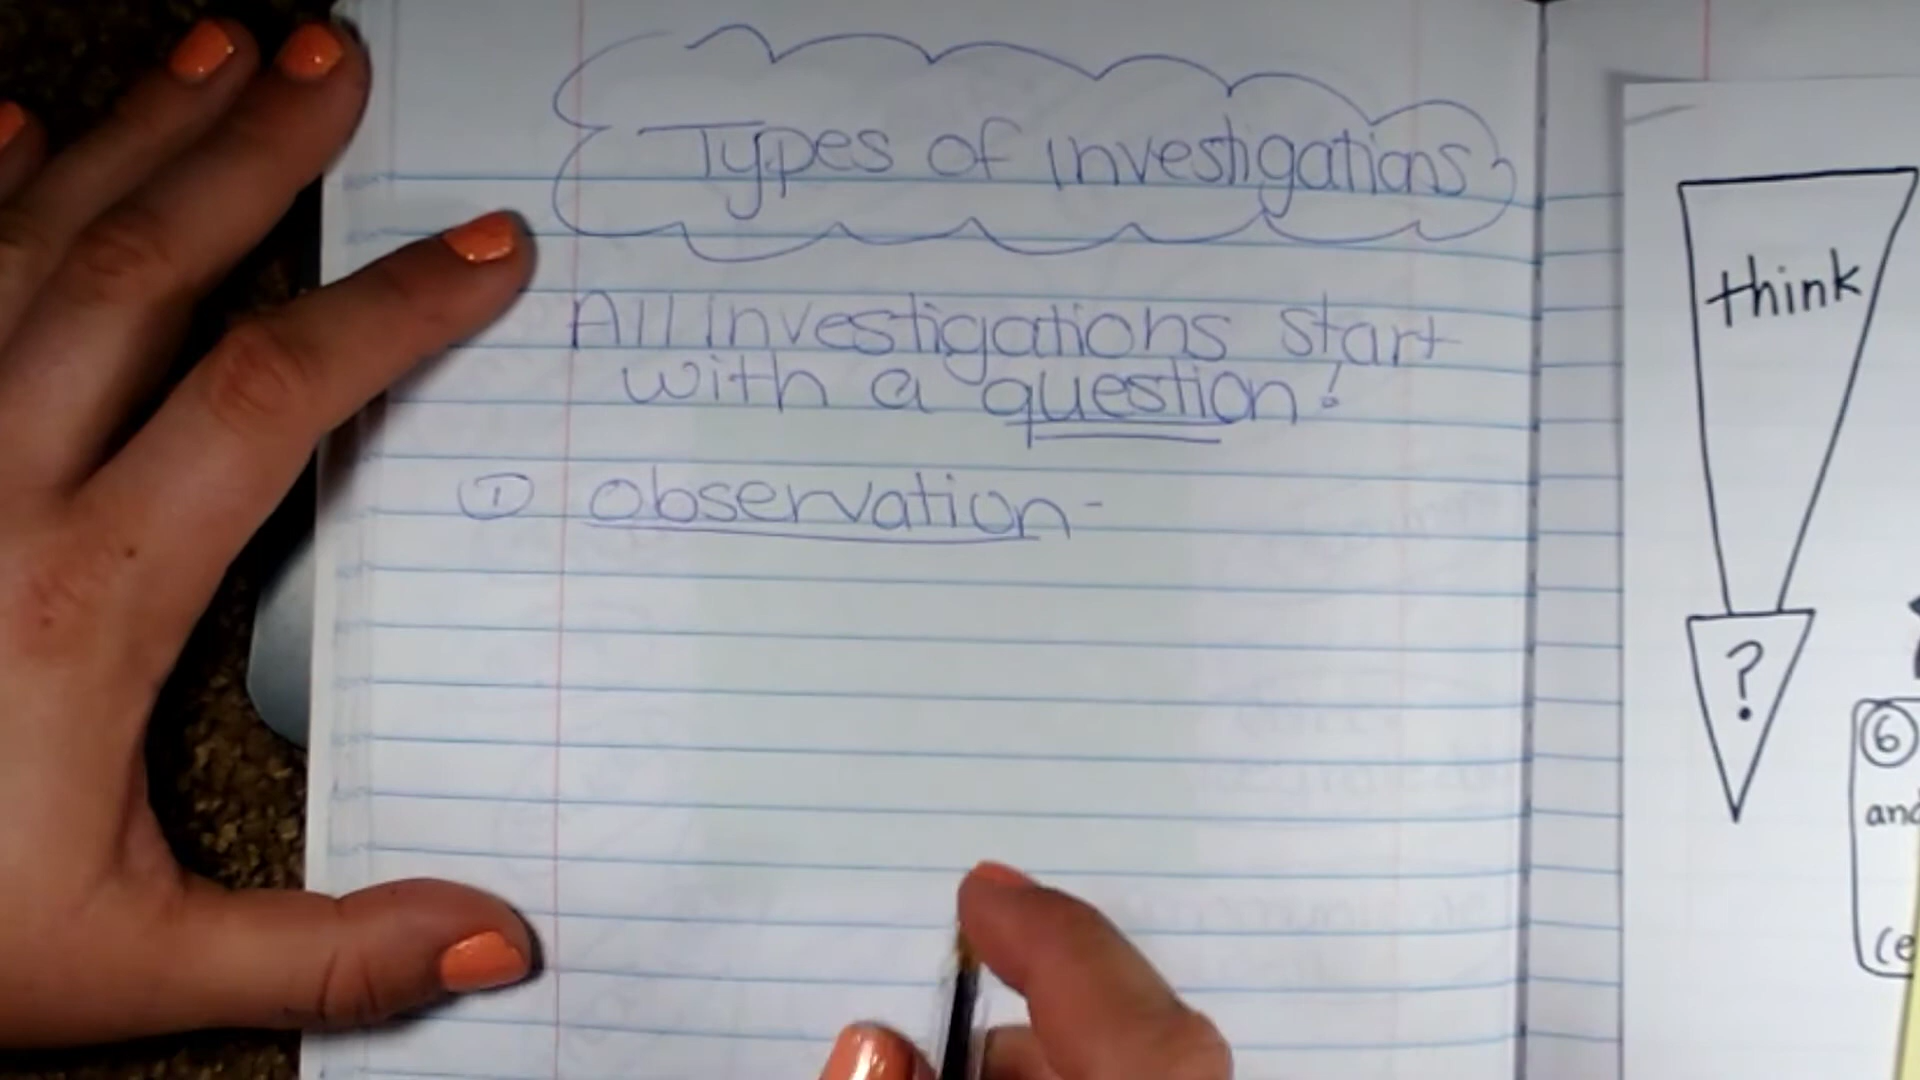 Types of investigations
All Investigations start
with a question!
① Observation-
think
?
⑥
and
(e